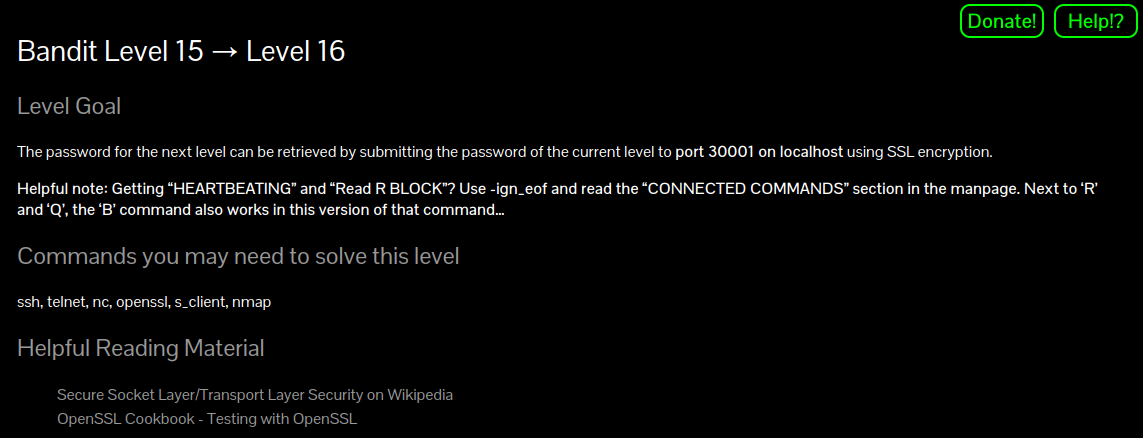 Donate! Help!?
Bandit Level 15 → Level 16
Level Goal
The password for the next level can be retrieved by submitting the password of the current level to port 30001 on localhost using SSL encryption.
Helpful note: Getting “HEARTBEATING” and “Read R BLOCK”? Use -ign_eof and read the “CONNECTED COMMANDS” section in the manpage. Next to ‘R’
and ‘Q’, the ‘B’ command also works in this version of that command…
Commands you may need to solve this level
ssh, telnet, nc, openssl, s_client, nmap
Helpful Reading Material
Secure Socket Layer/Transport Layer Security on Wikipedia
OpenSSL Cookbook - Testing with OpenSSL